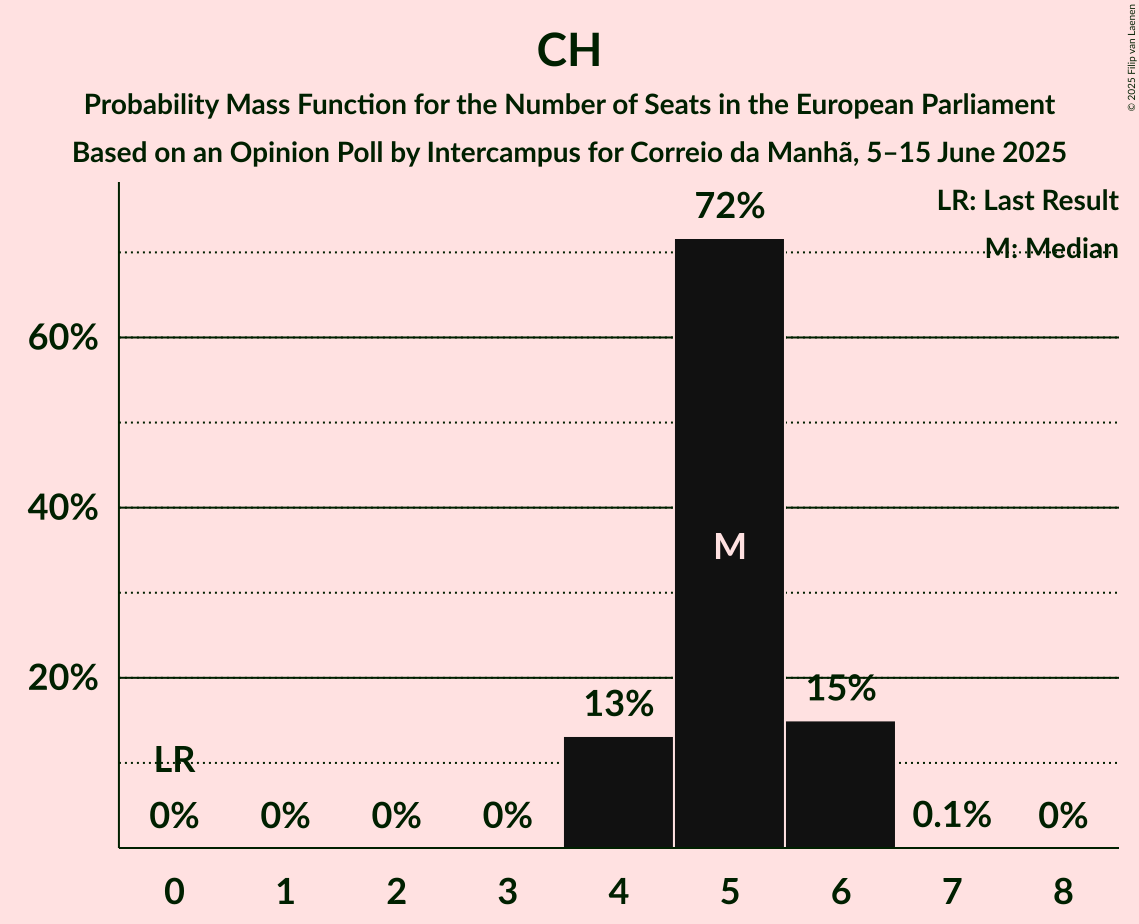 CH
Probability Mass Function for the Number of Seats in the European Parliament
Based on an Opinion Poll by Intercampus for Correio da Manhã, 5–15 June 2025
© 2025 Filip van Laenen
LR: Last Result
M: Median
72%
60%
40%
M
20%
15%
13%
LR
0% 0% 0% 0% 0.1% 0%
0 1 2 3 4 5 6 7 8